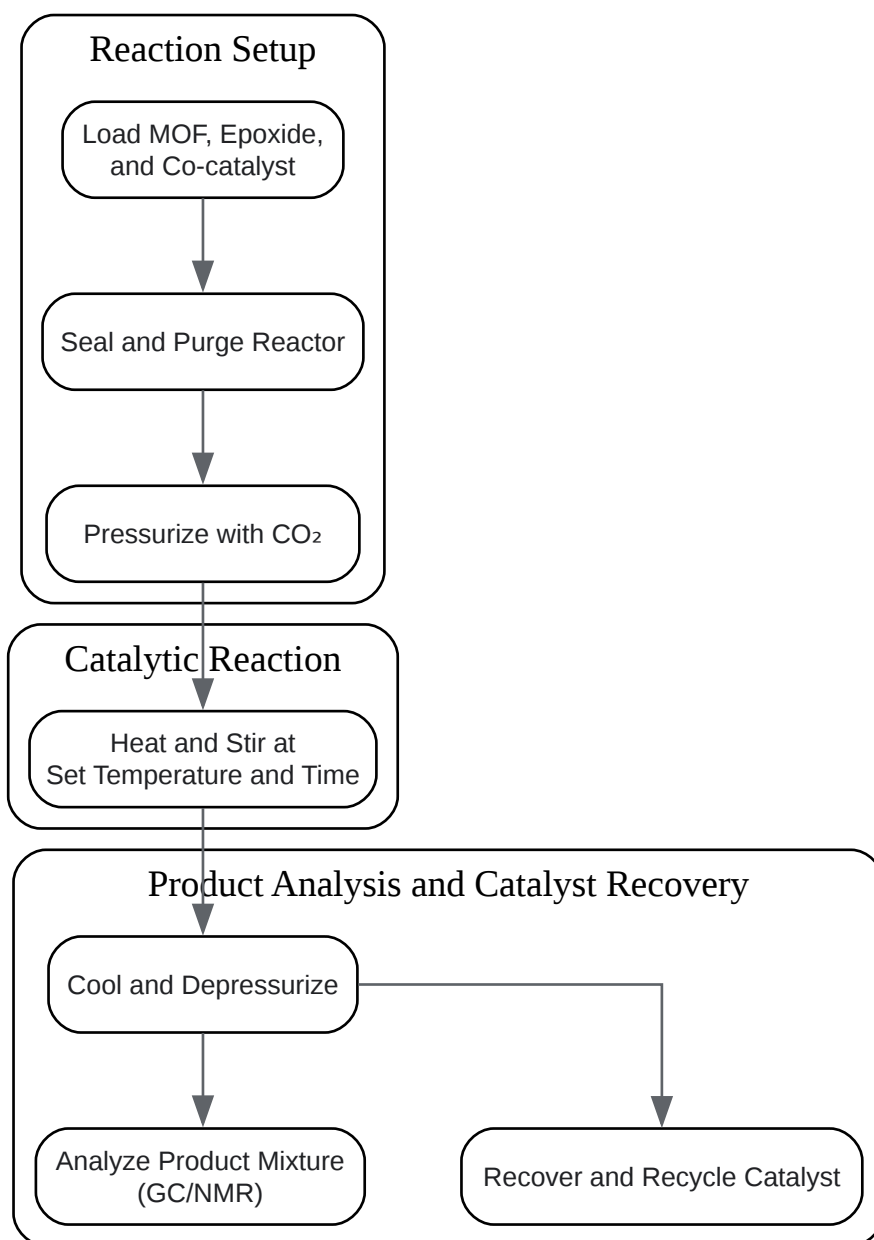 Reaction Setup
Load MOF, Epoxide,
and Co-catalyst
Seal and Purge Reactor
Pressurize with CO₂
Catalytic Reaction
Heat and Stir at
Set Temperature and Time
Product Analysis and Catalyst Recovery
Cool and Depressurize
Analyze Product Mixture
(GC/NMR)
Recover and Recycle Catalyst